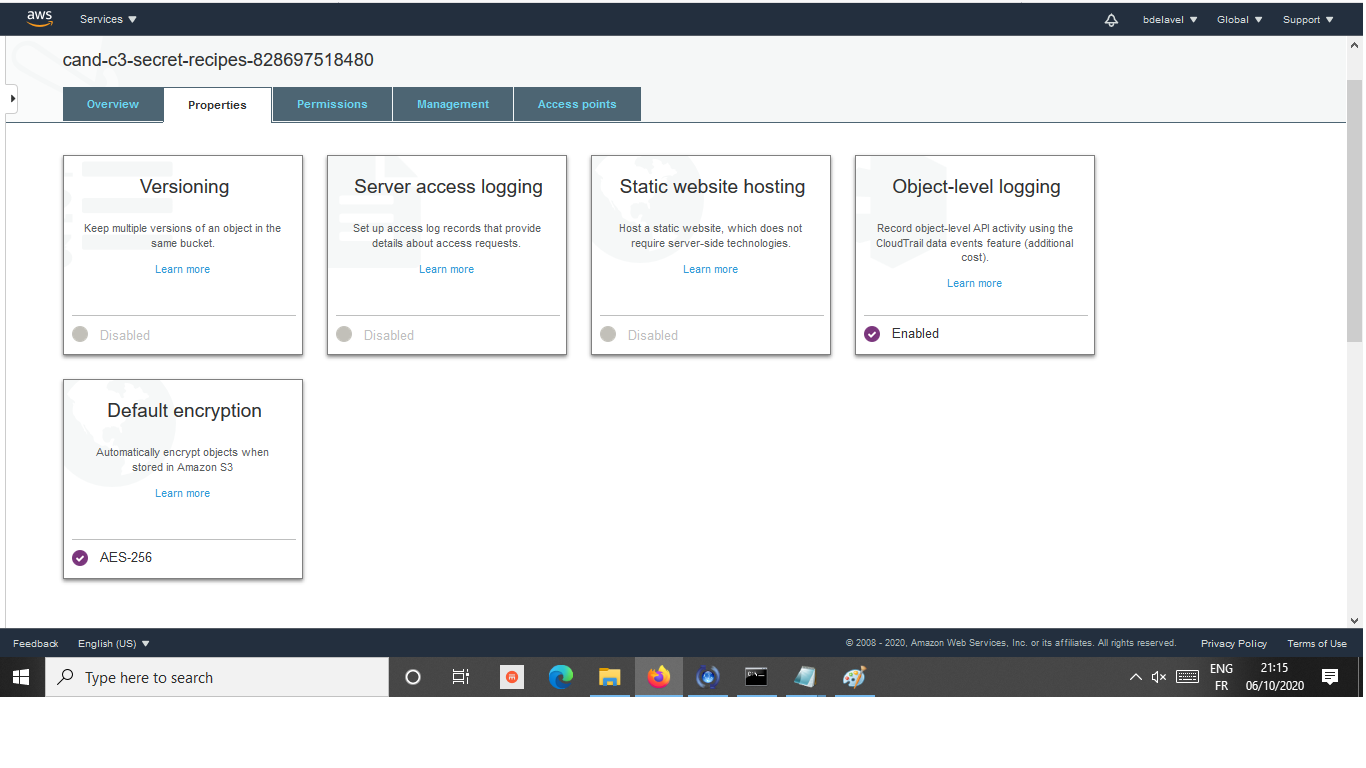 aws Services bdelavel Global Support
cand-c3-secret-recipes-828697518480
Overview Properties Permissions Management Access points
Versioning
Keep multiple versions of an object in the
same bucket.
Learn more
Disabled
Server access logging
Set up access log records that provide
details about access requests.
Learn more
Disabled
Static website hosting
Host a static website, which does not
require server-side technologies.
Learn more
Disabled
Object-level logging
Record object-level API activity using the
CloudTrail data events feature (additional
cost).
Learn more
Enabled
Default encryption
Automatically encrypt objects when
stored in Amazon S3
Learn more
AES-256
Feedback English (US) © 2008 - 2020, Amazon Web Services, Inc. or its affiliates. All rights reserved. Privacy Policy Terms of Use
Type here to search
ENG
FR
21:15
06/10/2020